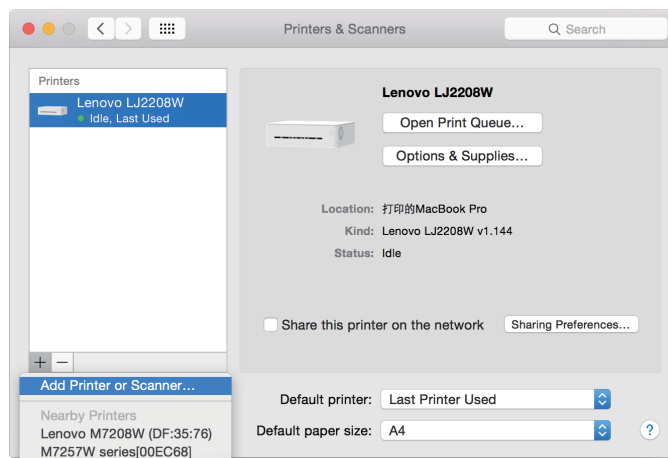 Printers & Scanners
Search
Printers
Lenovo LJ2208W
Idle, Last Used
Lenovo LJ2208W
Open Print Queue...
Options & Supplies...
Location: 打印的MacBook Pro
Kind: Lenovo LJ2208W v1.144
Status: Idle
Share this printer on the network
Sharing Preferences...
Add Printer or Scanner...
Nearby Printers
Lenovo M7208W (DF:35:76)
M7257W series[00EC68]
Default printer: Last Printer Used
Default paper size: A4
?